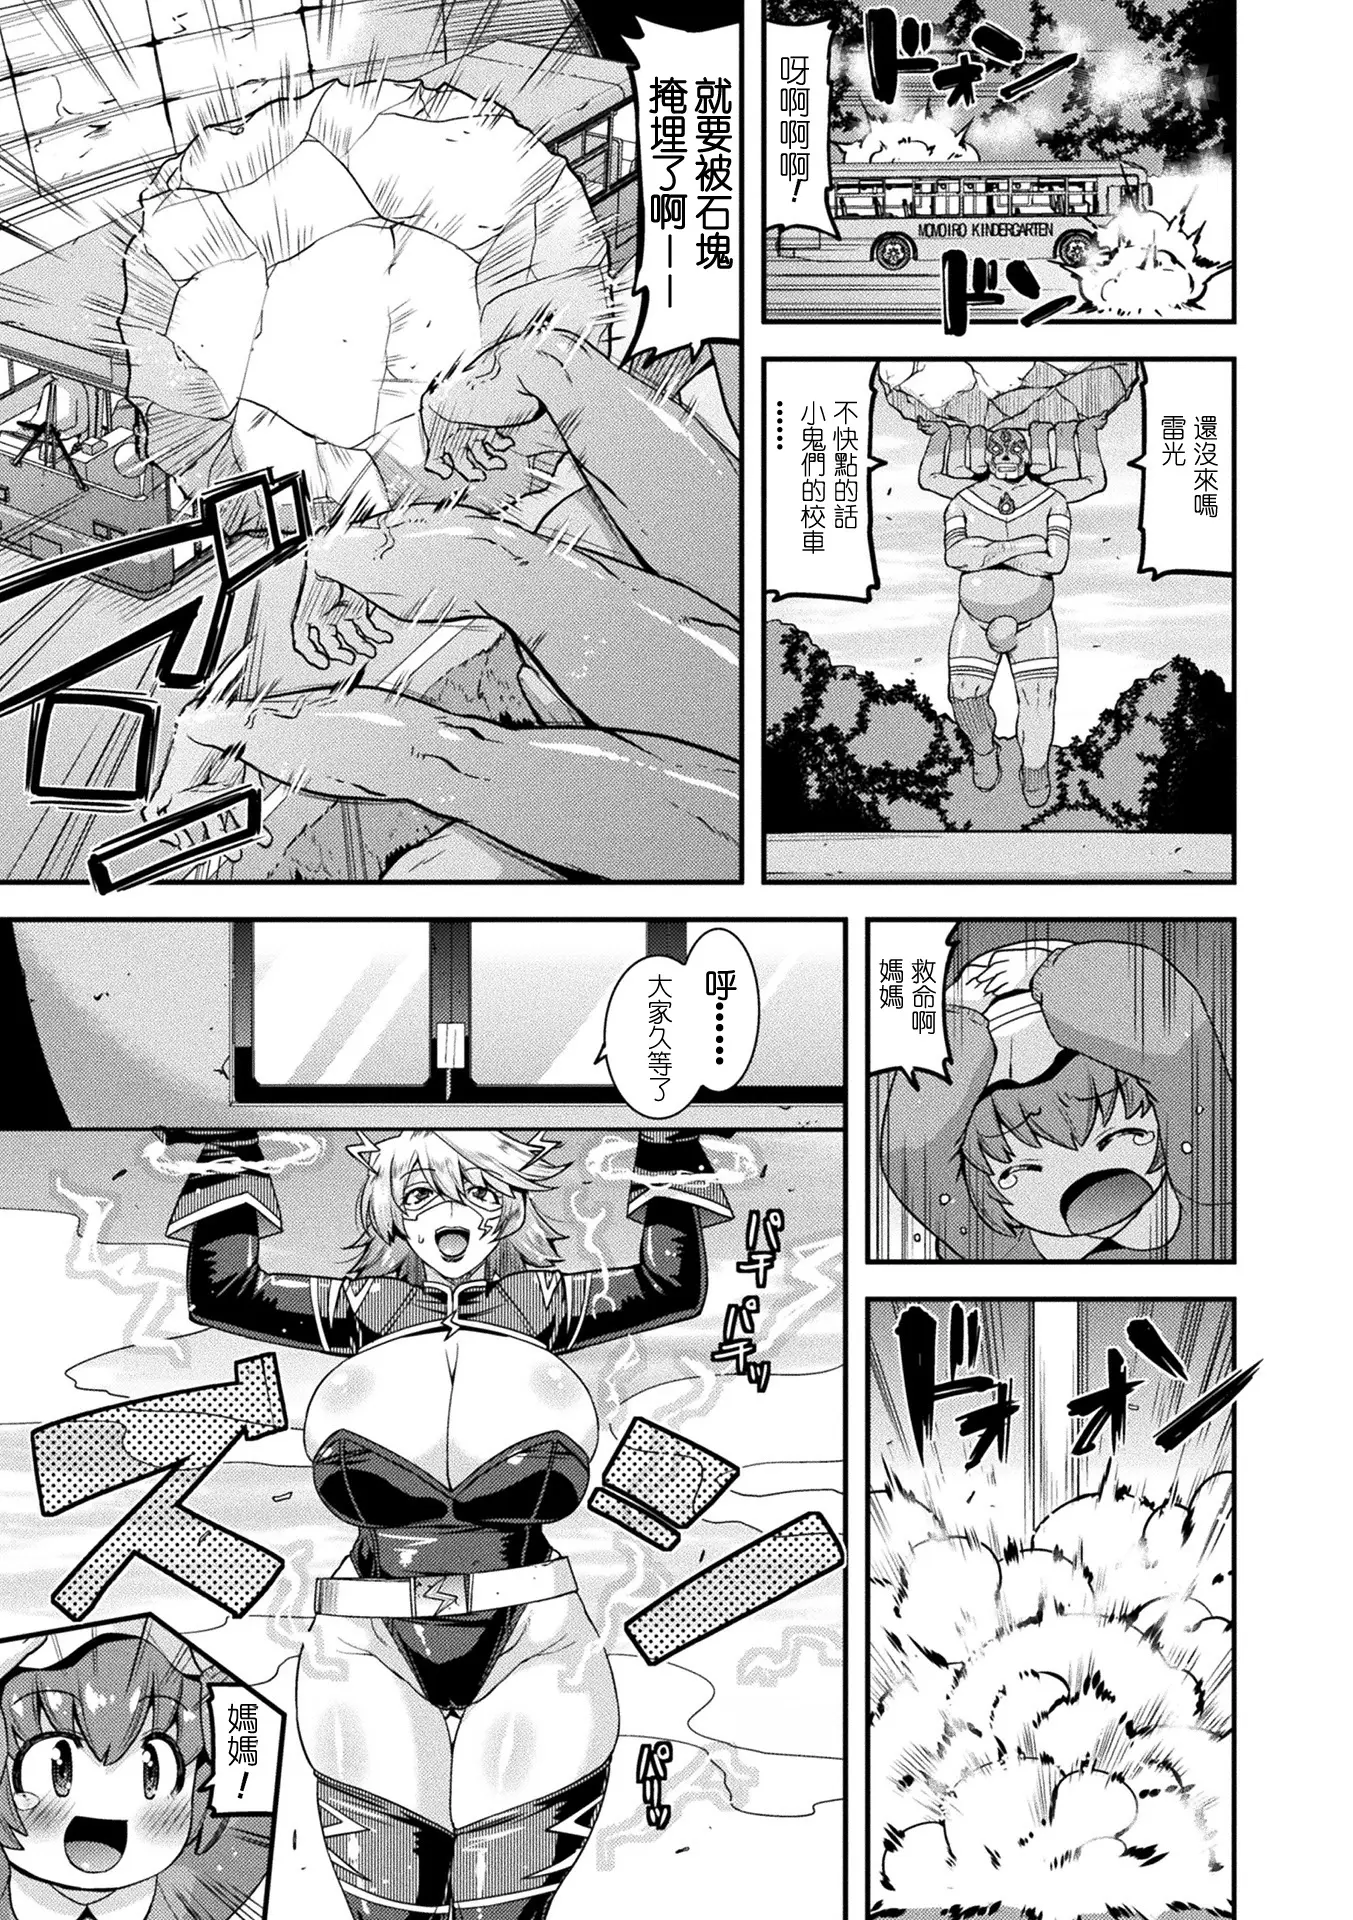 ドォン
呀啊啊啊！
MOMOIRO KINDERGARTEN
ドン
還沒來嗎
雷光
不快點的話
小鬼們的校車
……
就要被石塊
掩埋了啊——
救命啊
媽媽
ドォン
呼……
大家久等了
パチ
パチッ
パリッ
媽媽！